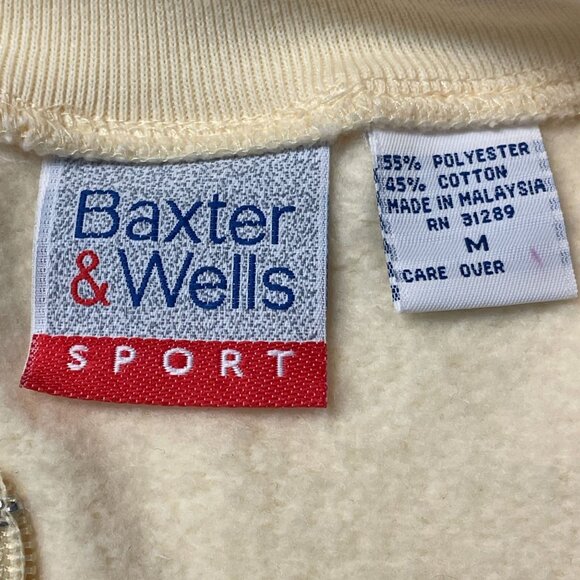 Baxter
& Wells
SPORT
55% POLYESTER
45% COTTON
MADE IN MALAYSIA
RN 31289
M
CARE OVER